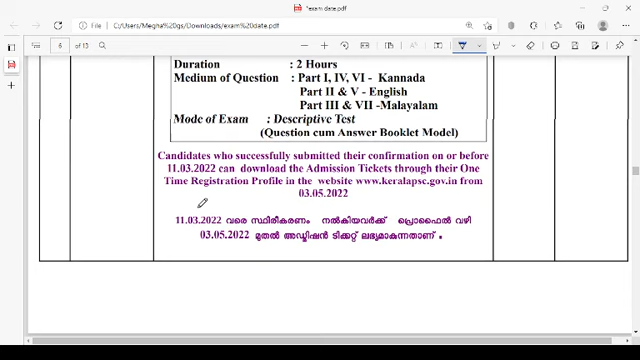 *exam date.pdf
File
C:/Users/Megha%20gs/Downloads/exam%20date.pdf
6 of 13
Duration : 2 Hours
Medium of Question : Part I, IV, VI - Kannada
Part II & V - English
Part III & VII -Malayalam
Mode of Exam : Descriptive Test
(Question cum Answer Booklet Model)
Candidates who successfully submitted their confirmation on or before
11.03.2022 can download the Admission Tickets through their One
Time Registration Profile in the website www.keralapsc.gov.in from
03.05.2022
11.03.2022 വരെ സ്ഥിരീകരണം നൽകിയവർക്ക് പ്രൊഫൈൽ വഴി
03.05.2022 മുതൽ അഡ്മിഷൻ ടിക്കറ്റ് ലഭ്യമാകുന്നതാണ് .